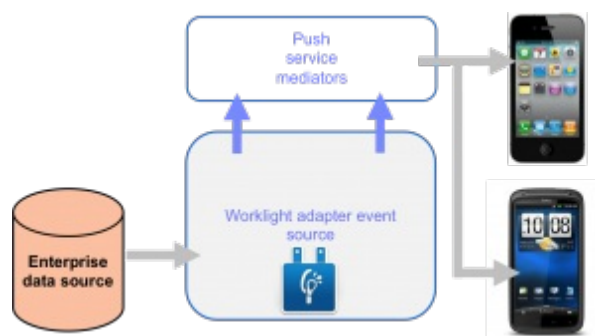 Push
service
mediators
Worklight adapter event
source
Enterprise
data source
10 08